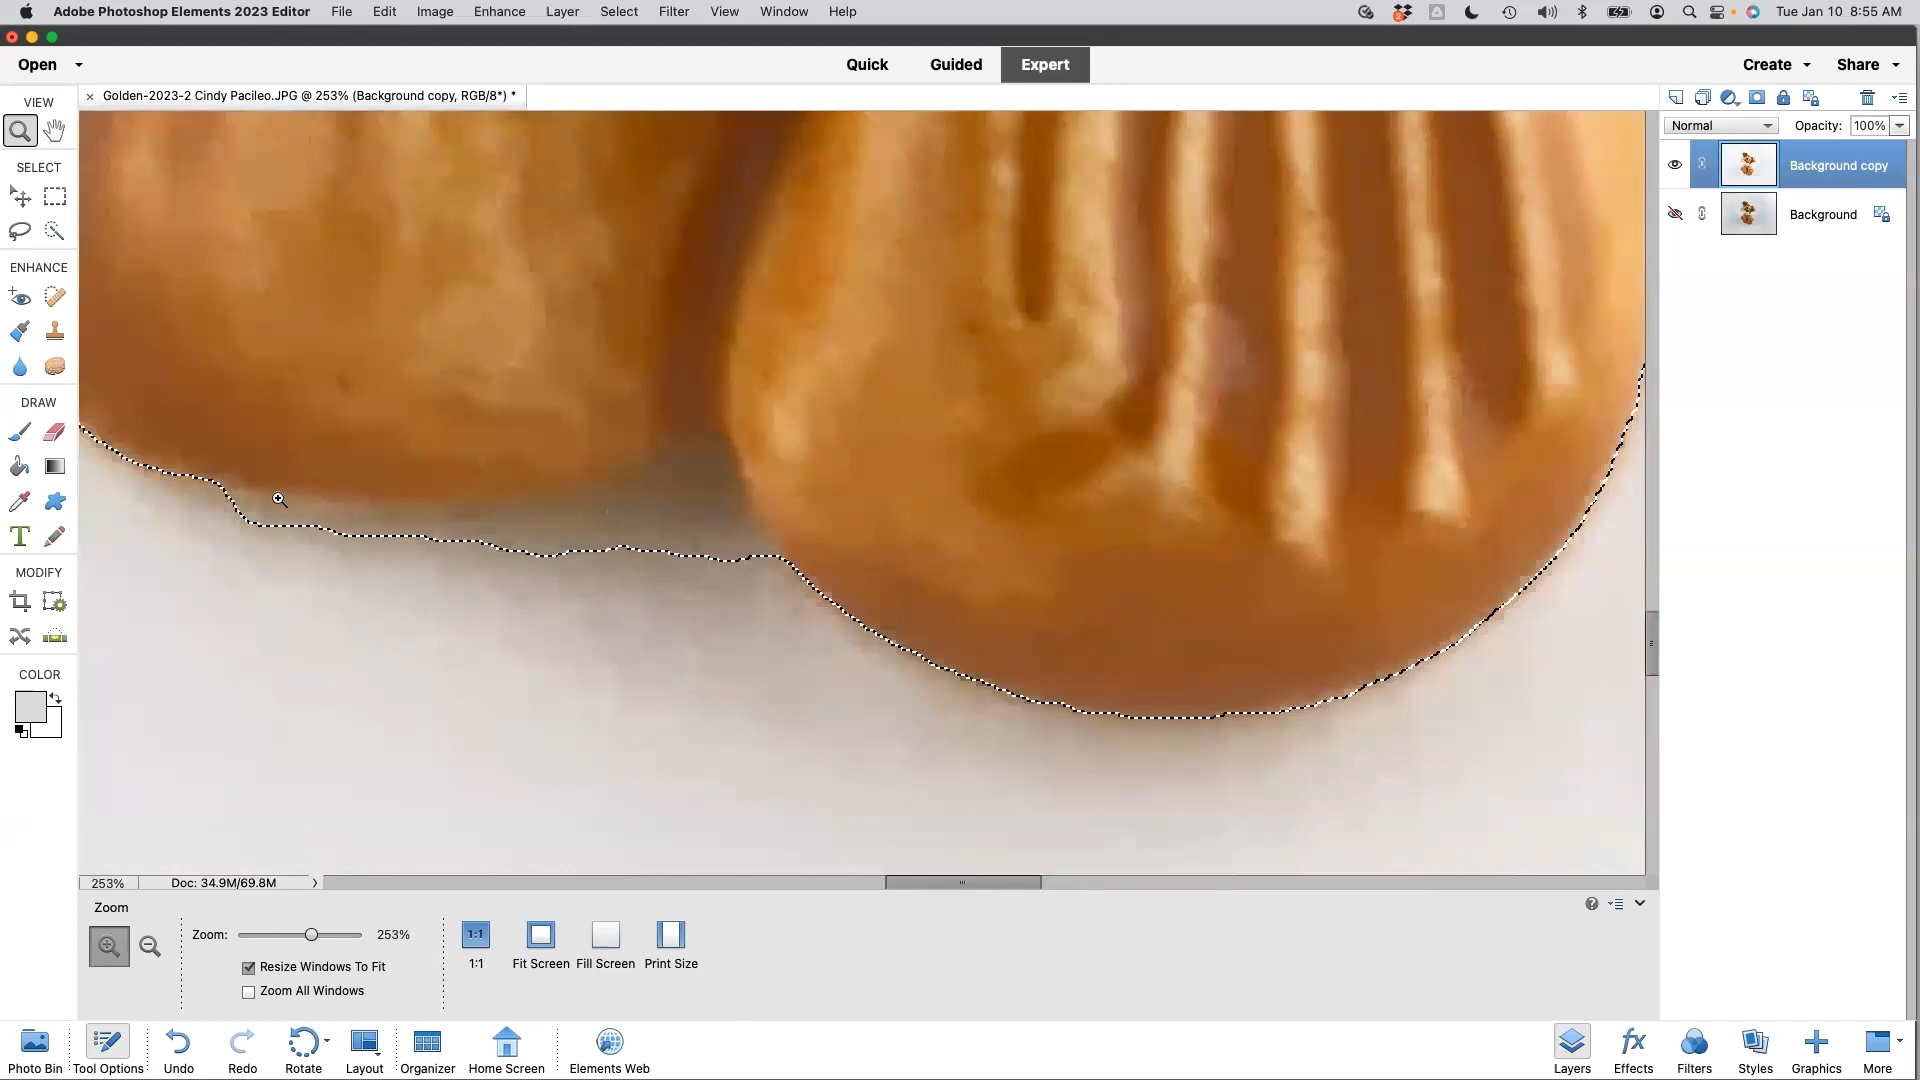 Adobe Photoshop Elements 2023 Editor File Edit Image Enhance Layer Select Filter View Window Help Tue Jan 10 8:55 AM
Open Quick Guided Expert Create Share
× Golden-2023-2 Cindy Pacileo.JPG @ 253% (Background copy, RGB/8*) *
VIEW
Normal Opacity: 100%
SELECT
Background copy
Background
ENHANCE
DRAW
T
MODIFY
COLOR
253% Doc: 34.9M/69.8M
Zoom
Zoom: 253%
1:1
1:1 Fit Screen Fill Screen Print Size
Resize Windows To Fit
Zoom All Windows
Photo Bin Tool Options Undo Redo Rotate Layout Organizer Home Screen Elements Web
fx
Layers Effects Filters Styles Graphics More